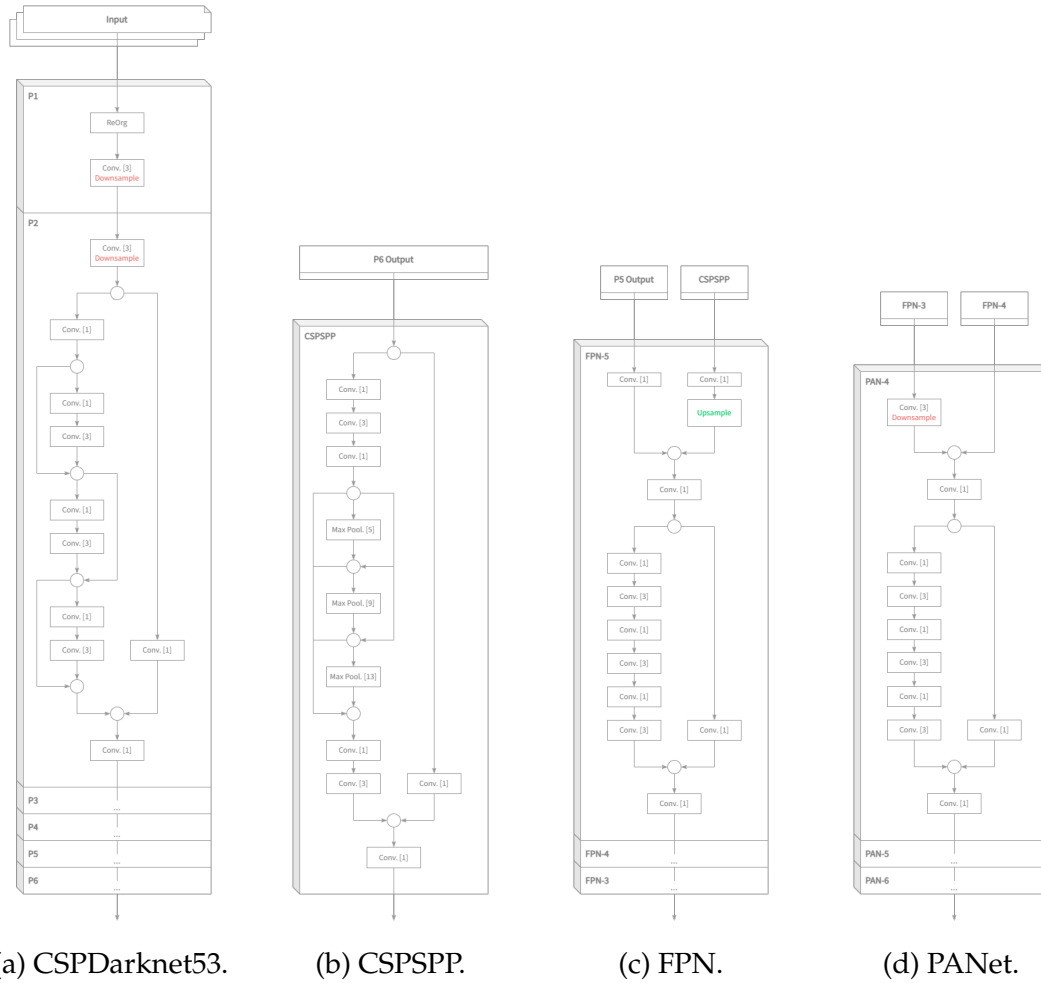 Input
P1
ReOrg
Conv. [3]
Downsample
P2
Conv. [3]
Downsample
Conv. [1]
Conv. [1]
Conv. [3]
Conv. [1]
Conv. [3]
Conv. [1]
Conv. [3]
Conv. [1]
Conv. [1]
P3
...
P4
...
P5
...
P6
...
a) CSPDarknet53.
P6 Output
CSPSPP
Conv. [1]
Conv. [3]
Conv. [1]
Max Pool. [5]
Max Pool. [9]
Max Pool. [13]
Conv. [1]
Conv. [3]
Conv. [1]
Conv. [1]
(b) CSPSPP.
P5 Output
CSPSPP
FPN-5
Conv. [1]
Conv. [1]
Upsample
Conv. [1]
Conv. [1]
Conv. [3]
Conv. [1]
Conv. [3]
Conv. [1]
Conv. [3]
Conv. [1]
Conv. [1]
FPN-4
...
FPN-3
...
(c) FPN.
FPN-3
FPN-4
PAN-4
Conv. [3]
Downsample
Conv. [1]
Conv. [1]
Conv. [3]
Conv. [1]
Conv. [3]
Conv. [1]
Conv. [3]
Conv. [1]
Conv. [1]
PAN-5
...
PAN-6
...
(d) PANet.